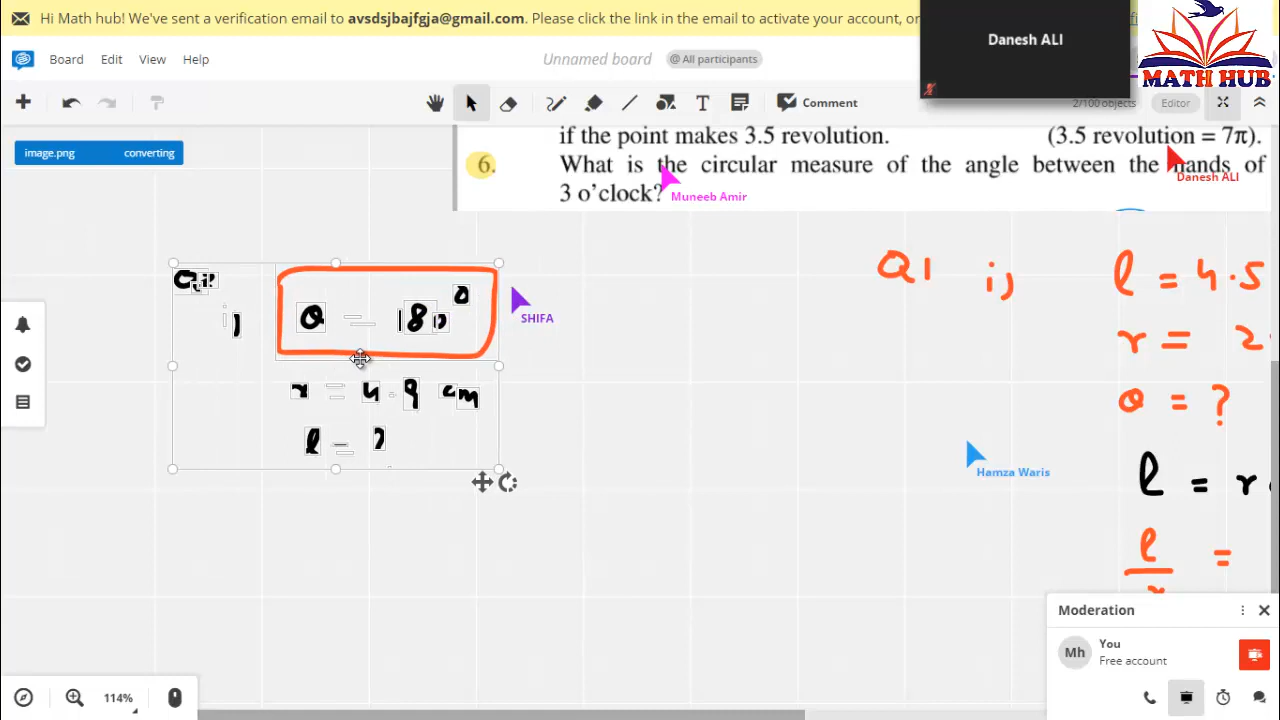 Hi Math hub! We've sent a verification email to avsdsjbajfgja@gmail.com. Please click the link in the email to activate your account, or
Danesh ALI
MATH HUB
Board Edit View Help
Unnamed board
@ All participants
Comment
2/100 objects
Editor
image.png converting
if the point makes 3.5 revolution. (3.5 revolution = 7π).
6. What is the circular measure of the angle between the hands of
3 o'clock?
Danesh ALI
Muneeb Amir
SHIFA
Hamza Waris
θ = 180°
r = 4.9 cm
l = ?
Q1 i) l = 4.5
r = 2.
θ = ?
l = r
l
=
r
Moderation
Mh
You
Free account
114%